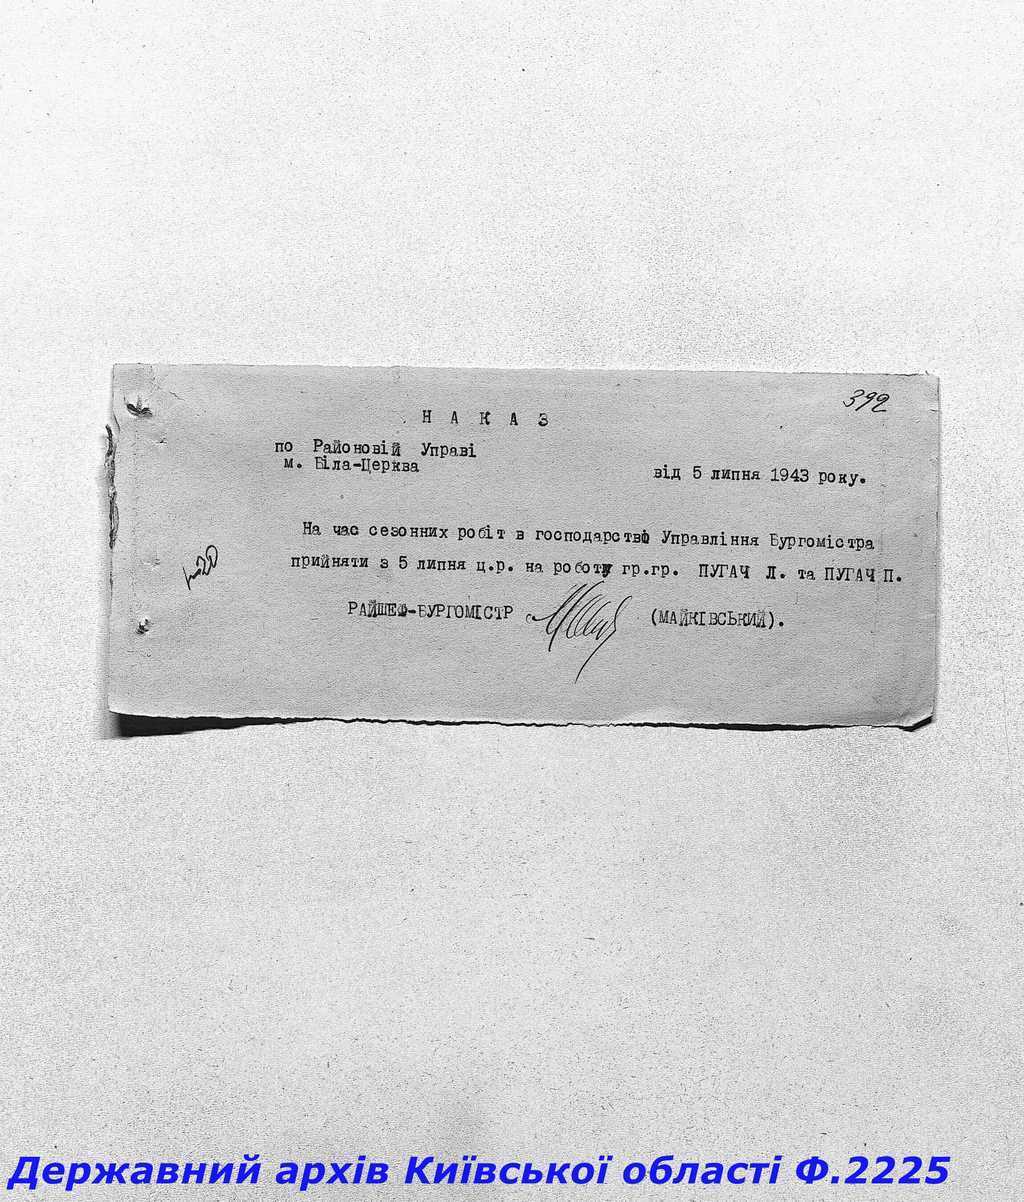 392
Н А К А З
по Районовій Управі
м. Біла-Церква
від 5 липня 1943 року.
На час сезонних робіт в господарство Управління Бургомістра
прийняти з 5 липня ц.р. на роботу гр.гр. ПУГАЧ Л. та ПУГАЧ П.
РАЙШЕФ-БУРГОМІСТР (МАЙКІВСЬКИЙ).
Державний архів Київської області Ф.2225